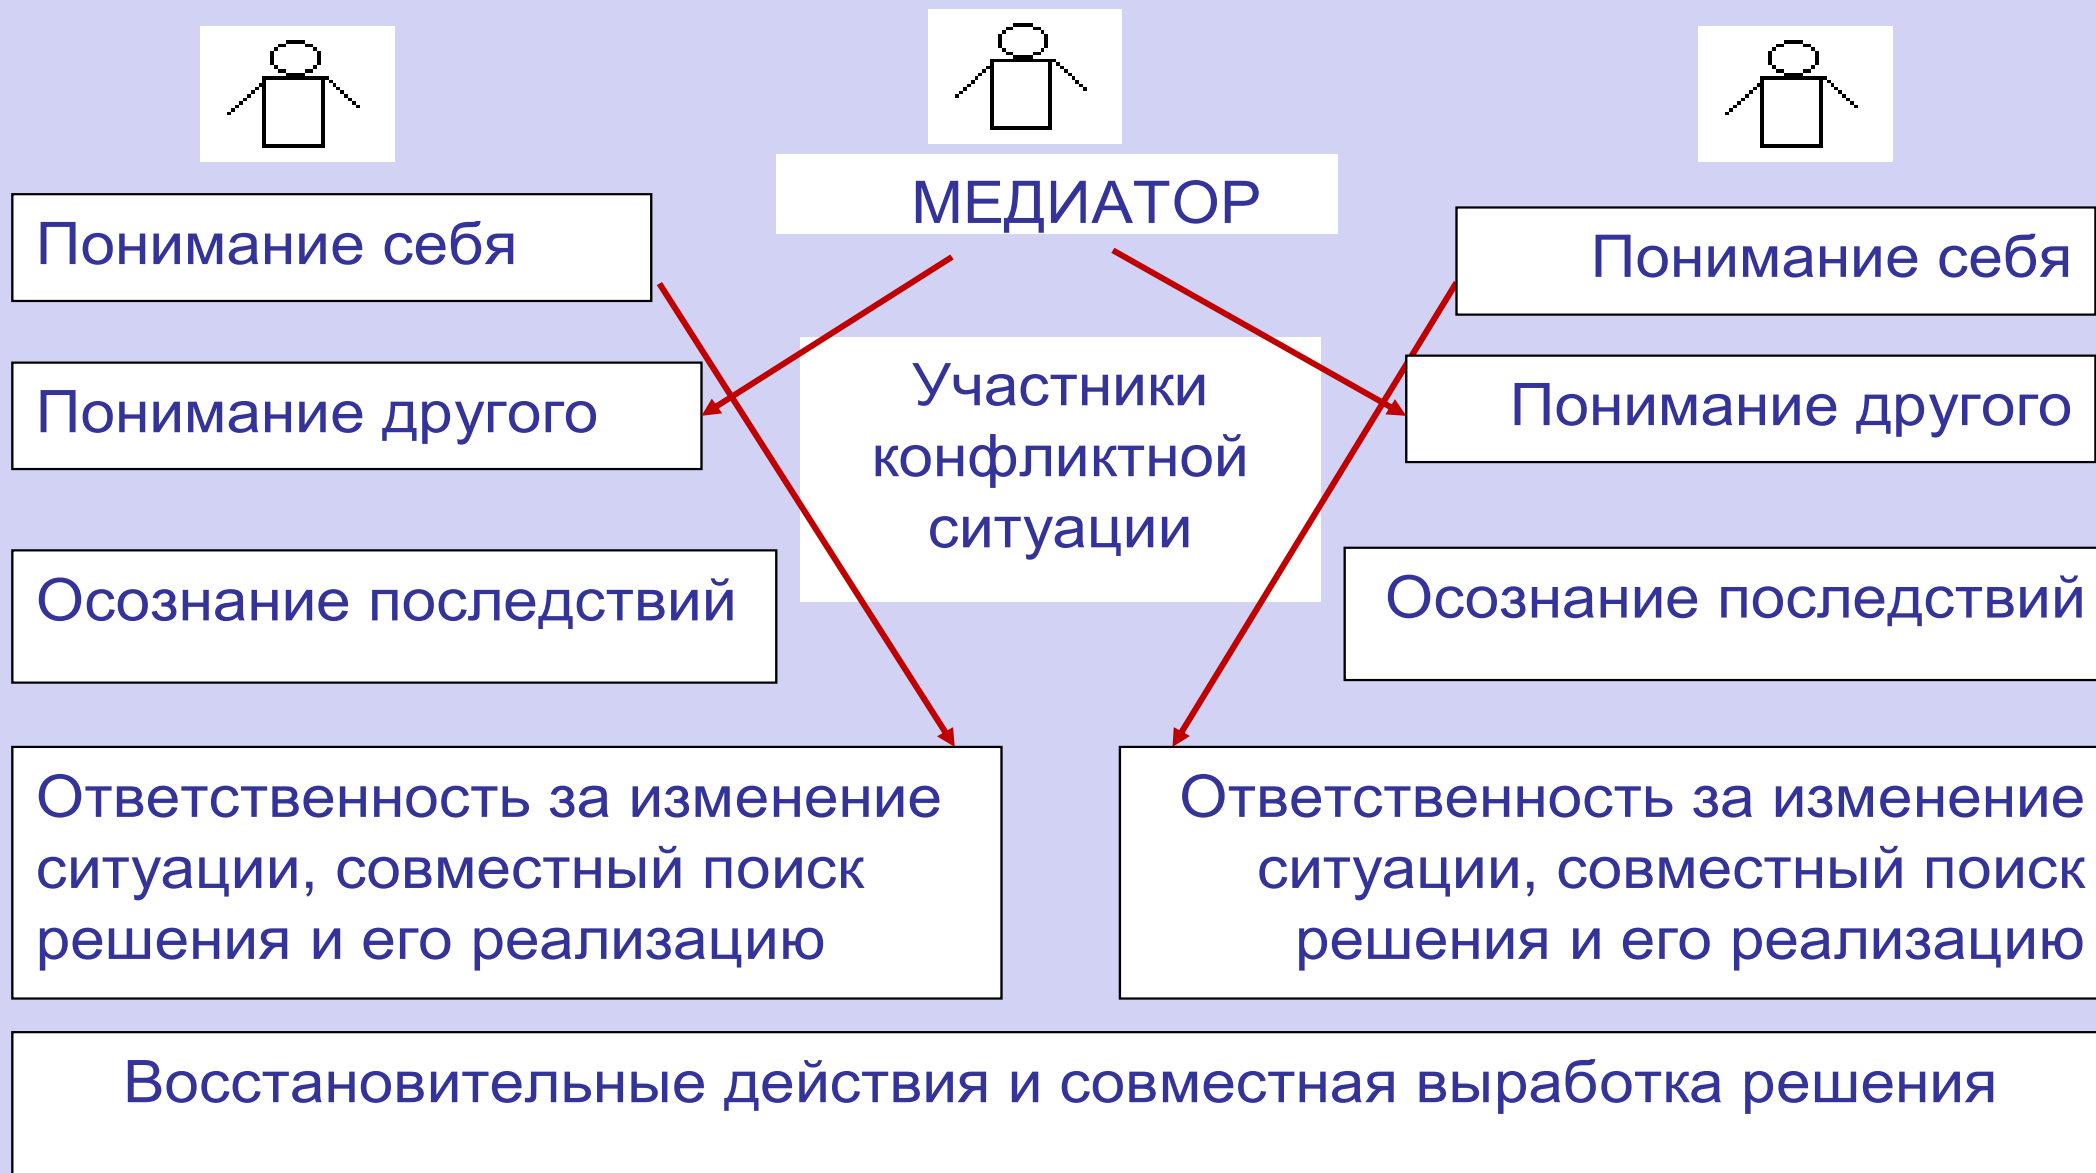 МЕДИАТОР
Понимание себя
Понимание себя
Понимание другого
Участники
конфликтной
ситуации
Понимание другого
Осознание последствий
Осознание последствий
Ответственность за изменение
ситуации, совместный поиск
решения и его реализацию
Ответственность за изменение
ситуации, совместный поиск
решения и его реализацию
Восстановительные действия и совместная выработка решения